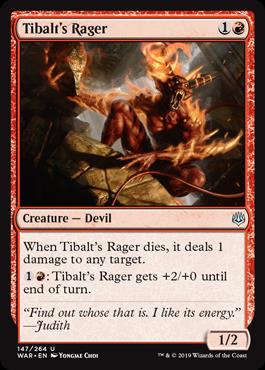 Tibalt's Rager 1
Creature — Devil
When Tibalt's Rager dies, it deals 1
damage to any target.
1 : Tibalt's Rager gets +2/+0 until
end of turn.
"Find out whose that is. I like its energy."
—Judith
1/2
147/264 U
WAR • EN YONGJAE CHOI
™ & © 2019 Wizards of the Coast